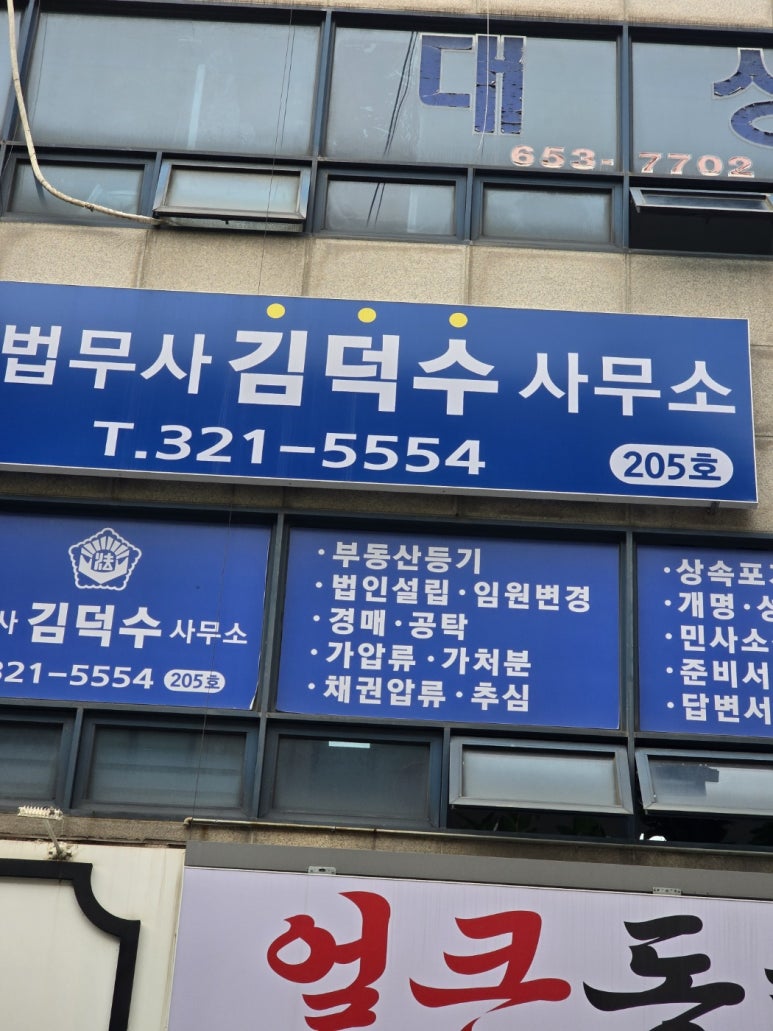 대
653-7702
법무사 김덕수 사무소
T.321-5554
205호
法
김덕수 사무소
321-5554 205호
·부동산등기
·법인설립·임원변경
·경매·공탁
·가압류·가처분
·채권압류·추심
·상속포
·개명·
·민사소
·준비서
·답변서
얼큰